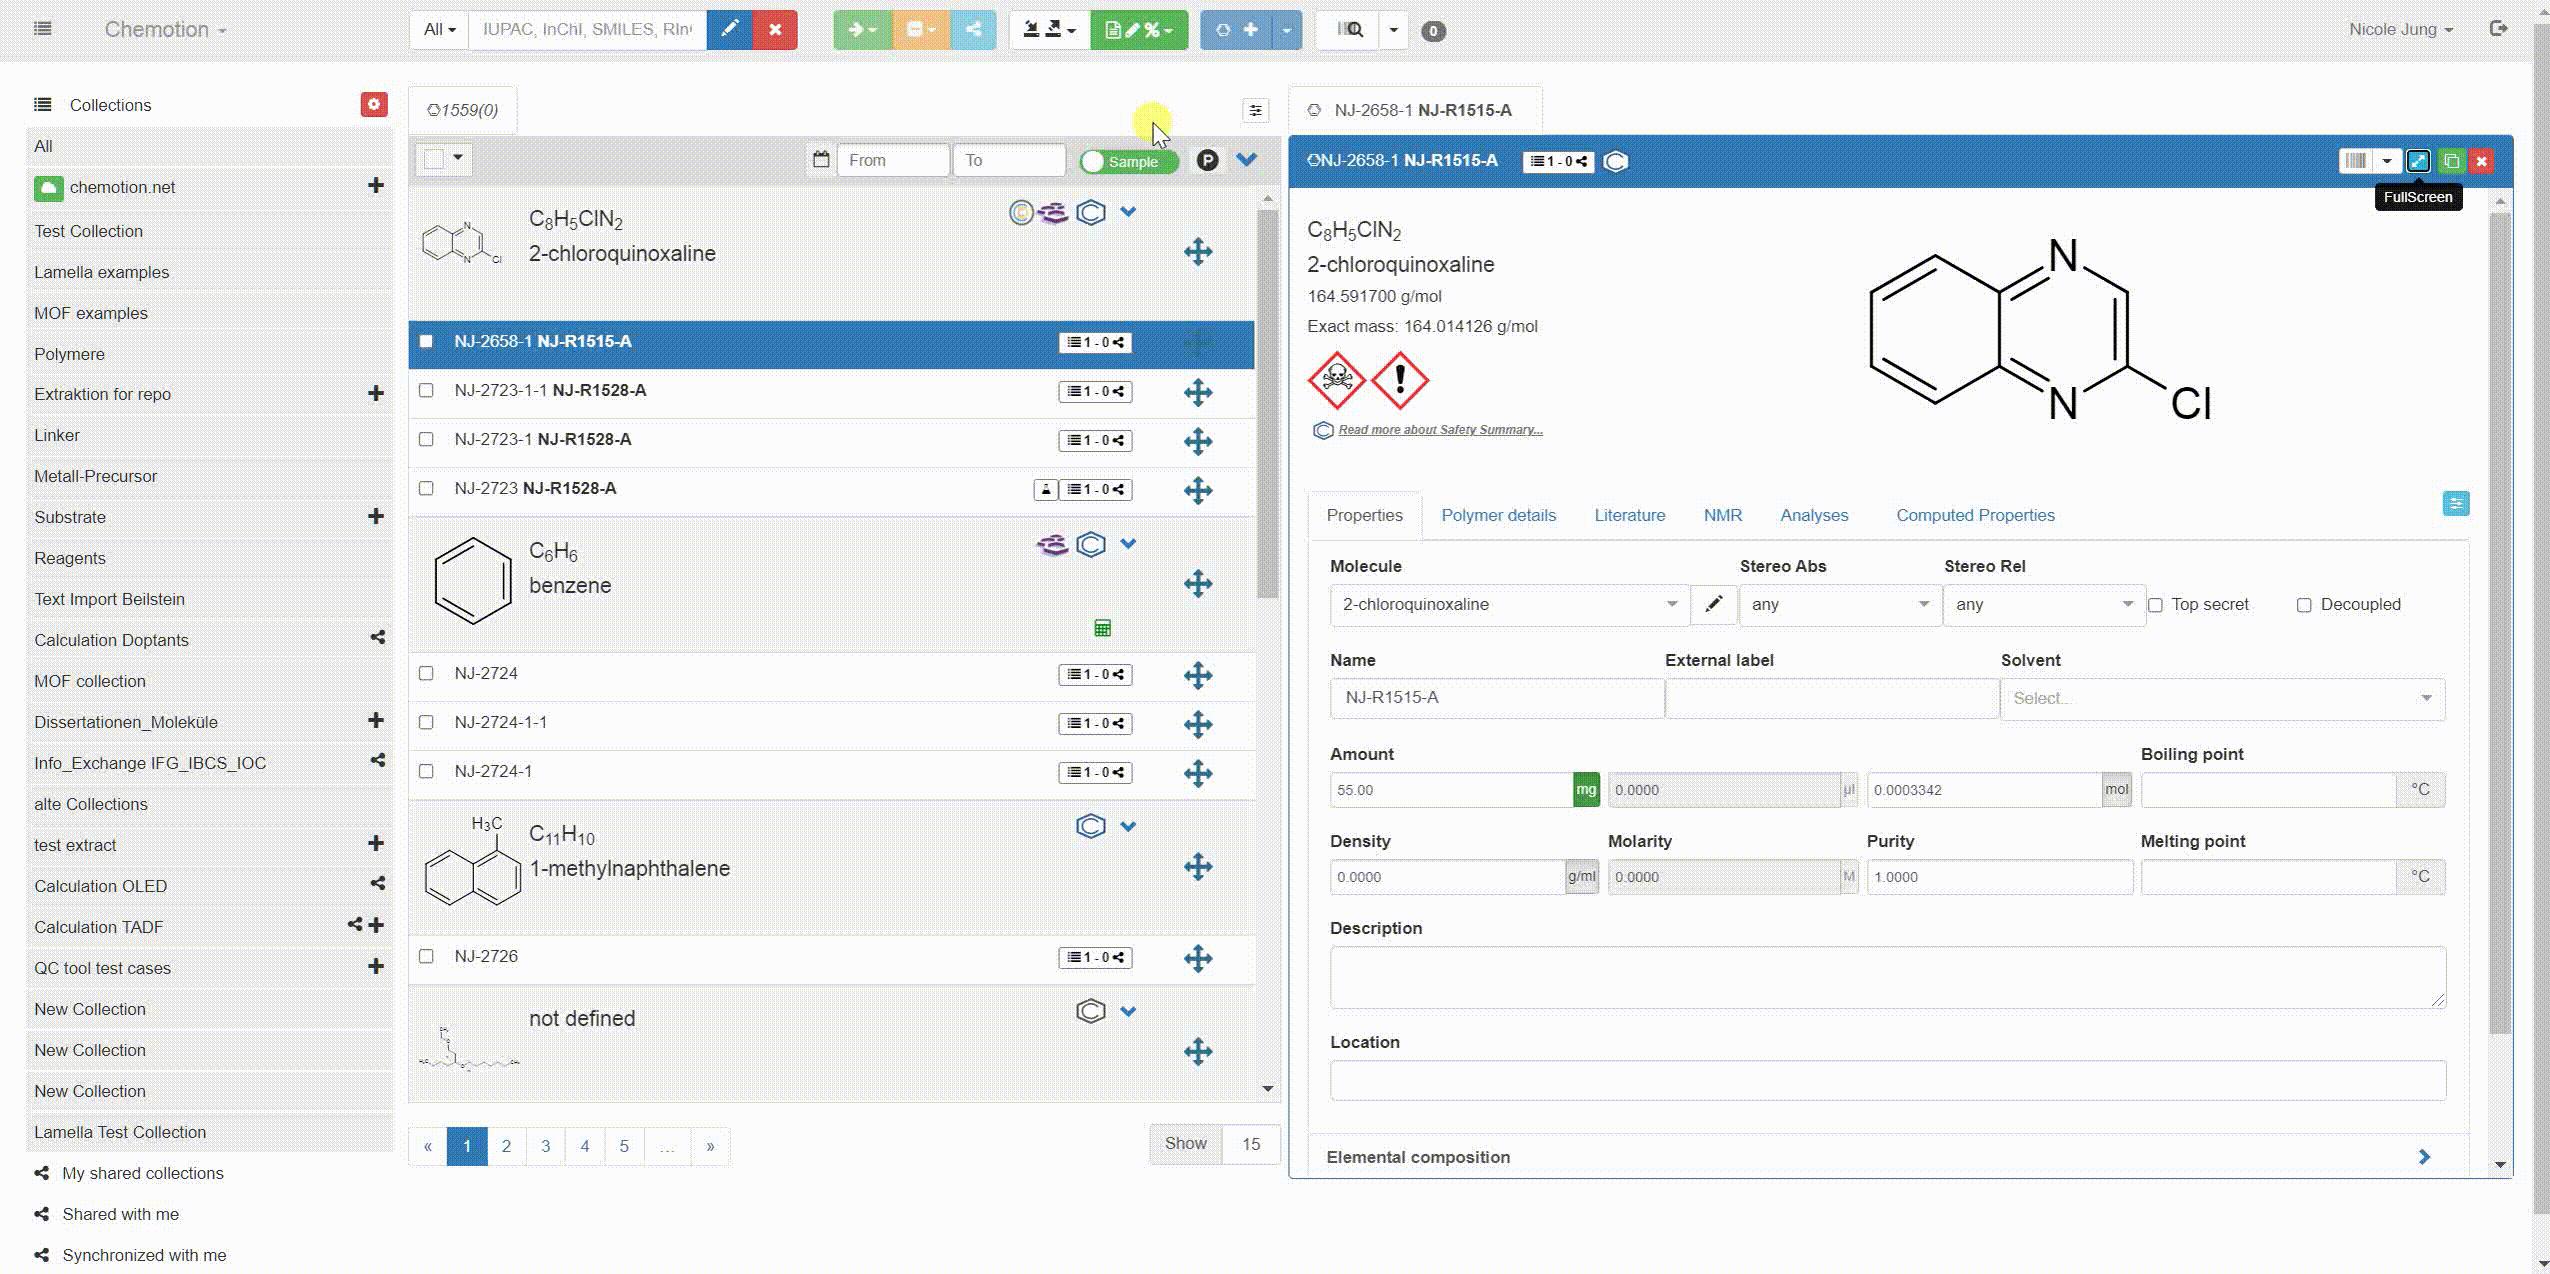 Chemotion
All
IUPAC, InChI, SMILES, RIn
0
Nicole Jung
Collections
All
chemotion.net
Test Collection
Lamella examples
MOF examples
Polymere
Extraktion for repo
Linker
Metall-Precursor
Substrate
Reagents
Text Import Beilstein
Calculation Doptants
MOF collection
Dissertationen_Moleküle
Info_Exchange IFG_IBCS_IOC
alte Collections
test extract
Calculation OLED
Calculation TADF
QC tool test cases
New Collection
New Collection
New Collection
Lamella Test Collection
My shared collections
Shared with me
Synchronized with me
1559(0)
From To Sample P
C8H5ClN2
2-chloroquinoxaline
N
N
Cl
NJ-2658-1 NJ-R1515-A 1 - 0
NJ-2723-1-1 NJ-R1528-A 1 - 0
NJ-2723-1 NJ-R1528-A 1 - 0
NJ-2723 NJ-R1528-A 1 - 0
C6H6
benzene
NJ-2724 1 - 0
NJ-2724-1-1 1 - 0
NJ-2724-1 1 - 0
H3C
C11H10
1-methylnaphthalene
NJ-2726 1 - 0
not defined
« 1 2 3 4 5 ... »
Show 15
NJ-2658-1 NJ-R1515-A
NJ-2658-1 NJ-R1515-A 1 - 0
FullScreen
C8H5ClN2
2-chloroquinoxaline
164.591700 g/mol
Exact mass: 164.014126 g/mol
Read more about Safety Summary...
N
N
Cl
Properties Polymer details Literature NMR Analyses Computed Properties
Molecule Stereo Abs Stereo Rel
2-chloroquinoxaline any any Top secret Decoupled
Name External label Solvent
NJ-R1515-A Select...
Amount Boiling point
55.00 mg 0.0000 µl 0.0003342 mol °C
Density Molarity Purity Melting point
0.0000 g/ml 0.0000 M 1.0000 °C
Description
Location
Elemental composition